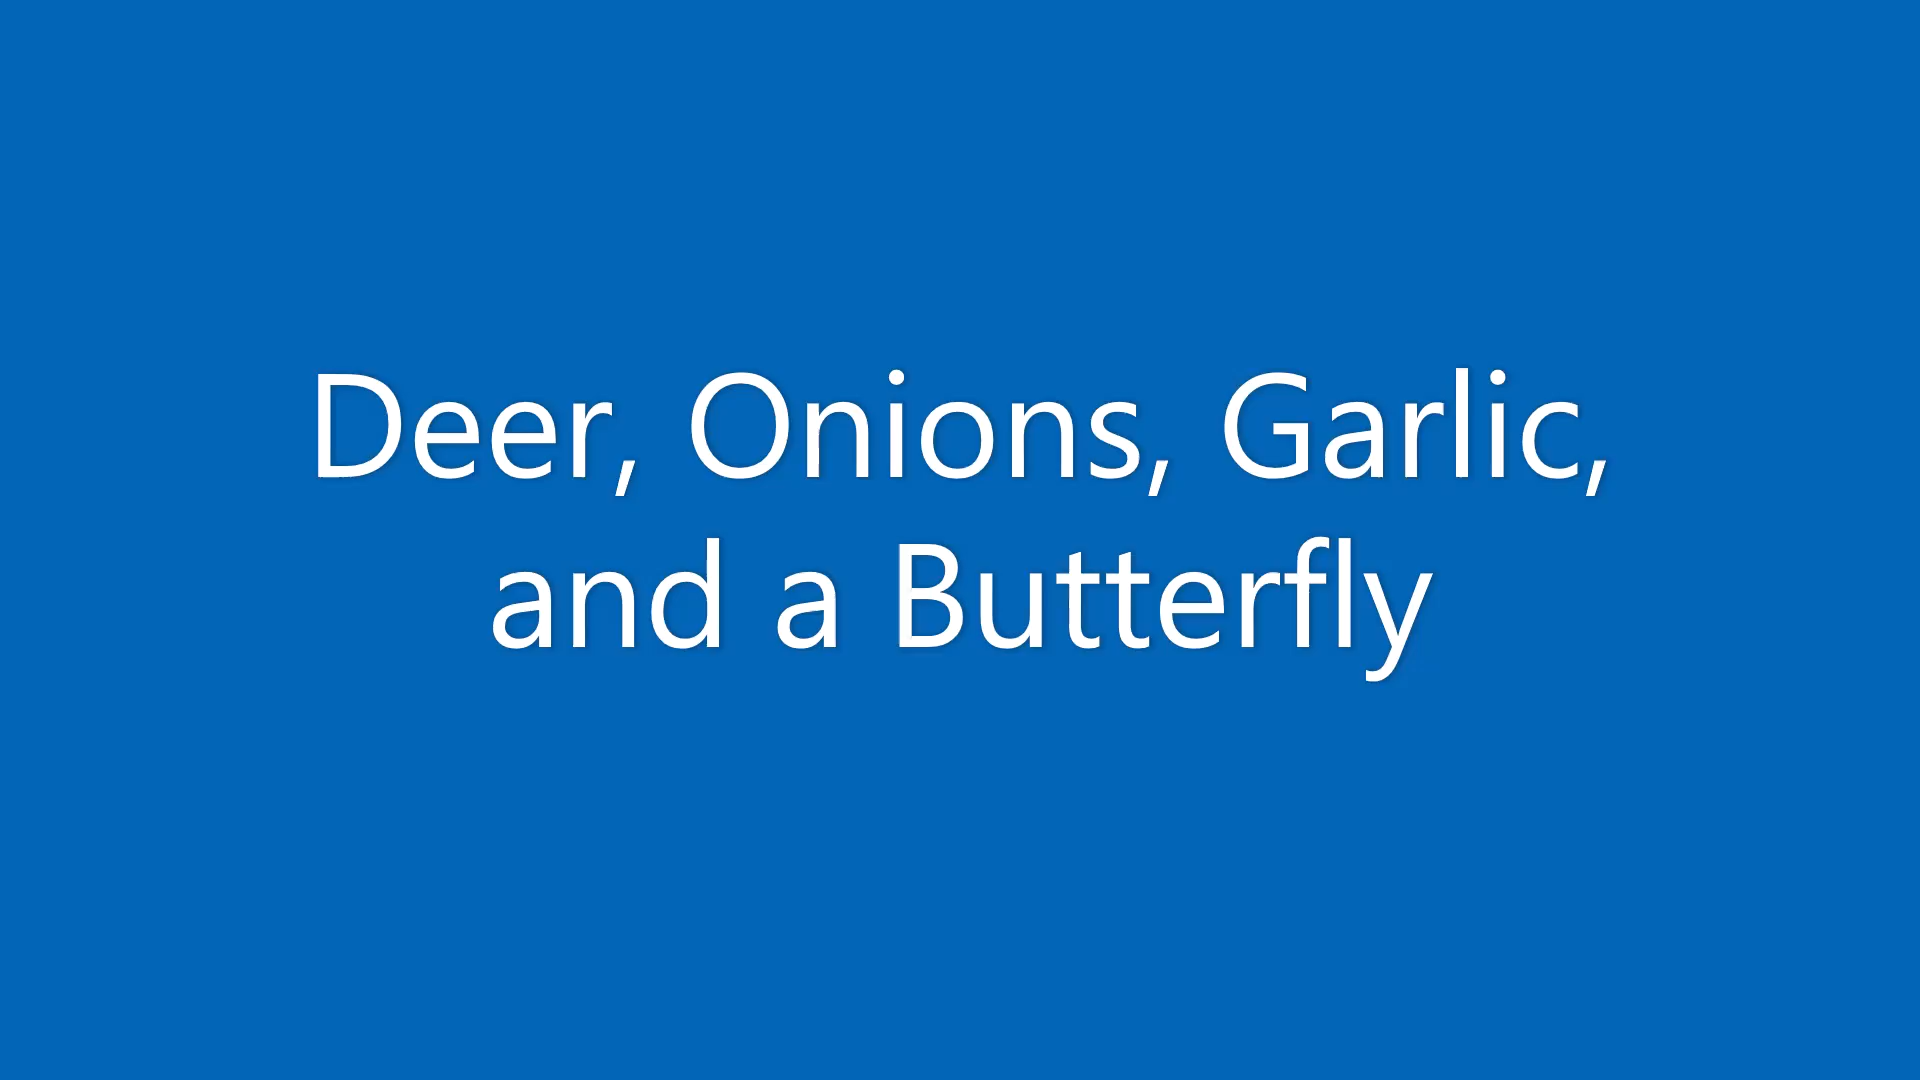 Deer, Onions, Garlic,
and a Butterfly